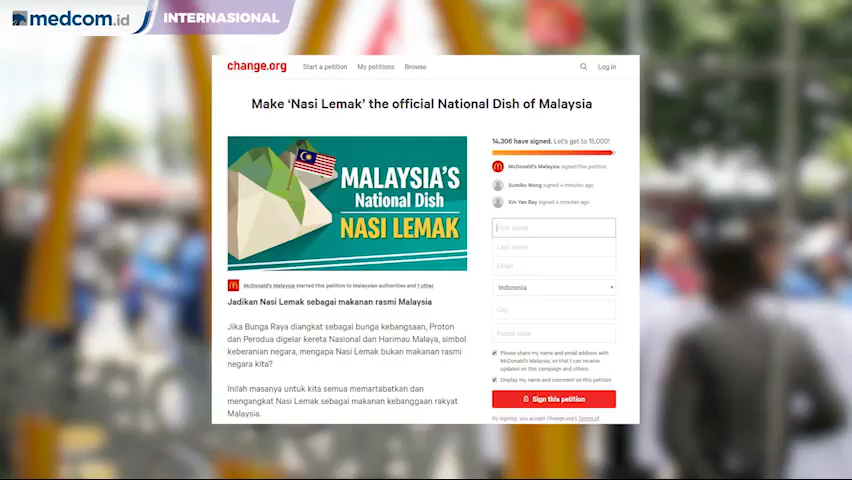 medcom.id
INTERNASIONAL
change.org
Start a petition
My petitions
Browse
Log in
Make ‘Nasi Lemak’ the official National Dish of Malaysia
MALAYSIA'S
National Dish
NASI LEMAK
14,306 have signed. Let's get to 15,000!
McDonald's Malaysia signed this petition
Sumiko Wong signed 4 minutes ago
Xin Yan Bay signed 4 minutes ago
First name
Last name
Email
Indonesia
City
Postal code
McDonald's Malaysia started this petition to Malaysian authorities and 1 other
Jadikan Nasi Lemak sebagai makanan rasmi Malaysia
Jika Bunga Raya diangkat sebagai bunga kebangsaan, Proton
dan Perodua digelar kereta Nasional dan Harimau Malaya, simbol
keberanian negara, mengapa Nasi Lemak bukan makanan rasmi
negara kita?
Inilah masanya untuk kita semua memartabatkan dan
mengangkat Nasi Lemak sebagai makanan kebanggaan rakyat
Malaysia.
Please share my name and email address with
McDonald's Malaysia, so that I can receive
updates on this campaign and others.
Display my name and comment on this petition
Sign this petition
By signing, you accept Change.org's Terms of